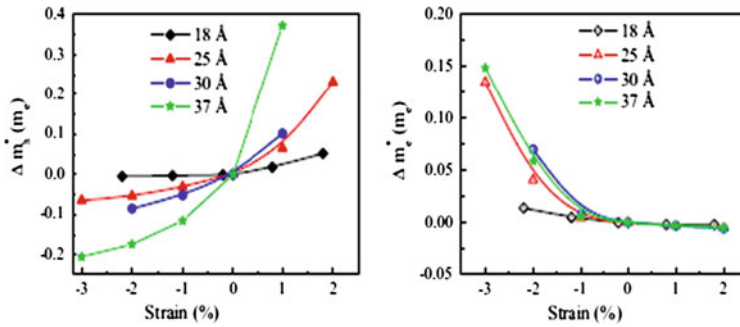 Δ m*h (me)
0.4
0.3
0.2
0.1
0.0
-0.1
-0.2
18 Å
25 Å
30 Å
37 Å
-3 -2 -1 0 1 2
Strain (%)
Δ m*e (me)
0.20
0.15
0.10
0.05
0.00
-0.05
18 Å
25 Å
30 Å
37 Å
-3 -2 -1 0 1 2
Strain (%)